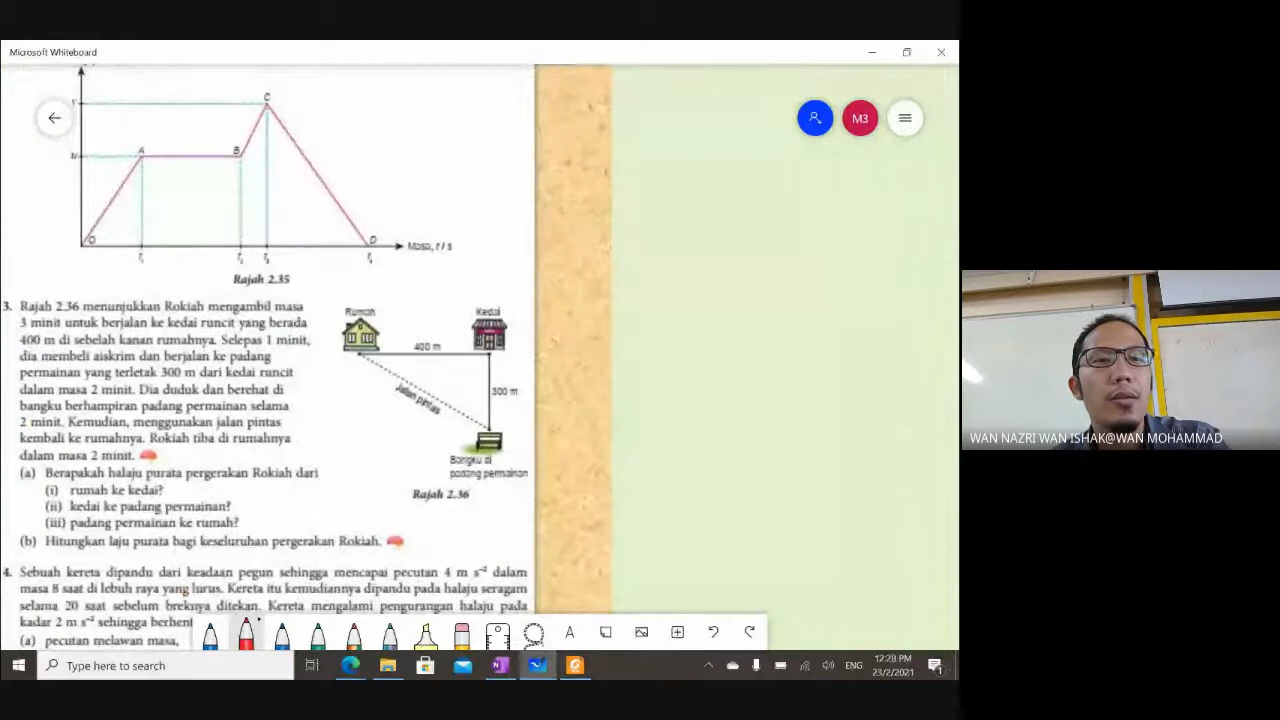 Microsoft Whiteboard
M3
C
A
B
O
D
Masa, t / s
Rajah 2.35
3. Rajah 2.36 menunjukkan Rokiah mengambil masa
3 minit untuk berjalan ke kedai runcit yang berada
400 m di sebelah kanan rumahnya. Selepas 1 minit,
dia membeli aiskrim dan berjalan ke padang
permainan yang terletak 300 m dari kedai runcit
dalam masa 2 minit. Dia duduk dan berehat di
bangku berhampiran padang permainan selama
2 minit. Kemudian, menggunakan jalan pintas
kembali ke rumahnya. Rokiah tiba di rumahnya
dalam masa 2 minit.
Rumah
Kedai
400 m
300 m
Jalan pintas
Bangku di
padang permainan
Rajah 2.36
(a) Berapakah halaju purata pergerakan Rokiah dari
(i) rumah ke kedai?
(ii) kedai ke padang permainan?
(iii) padang permainan ke rumah?
(b) Hitungkan laju purata bagi keseluruhan pergerakan Rokiah.
4. Sebuah kereta dipandu dari keadaan pegun sehingga mencapai pecutan 4 m s⁻² dalam
masa 8 saat di lebuh raya yang lurus. Kereta itu kemudiannya dipandu pada halaju seragam
selama 20 saat sebelum breknya ditekan. Kereta mengalami pengurangan halaju pada
kadar 2 m s⁻² sehingga berhent
(a) pecutan melawan masa,
WAN NAZRI WAN ISHAK@WAN MOHAMMAD
Type here to search
ENG
12:20 PM
23/2/2021